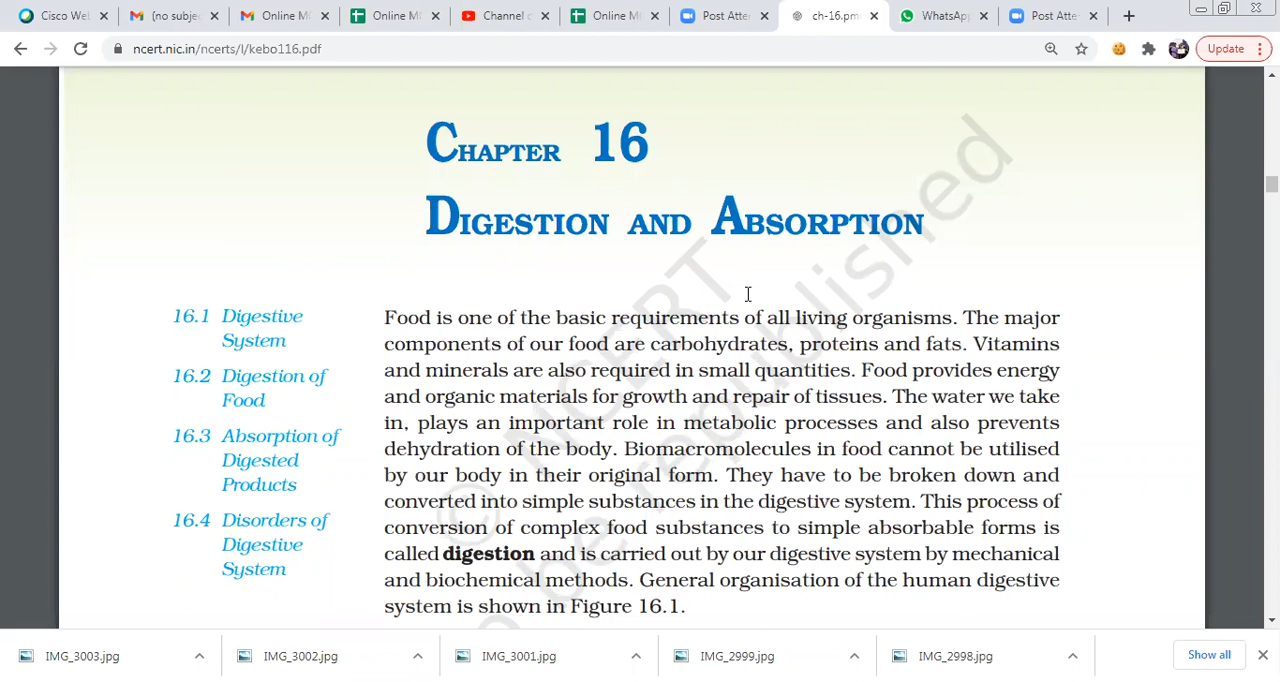 Cisco Web
(no subje
Online M
Online M
Channel c
Online M
Post Atte
ch-16.pm
WhatsApp
Post Atte
ncert.nic.in/ncerts/l/kebo116.pdf
Update
CHAPTER 16
DIGESTION AND ABSORPTION
16.1 Digestive
System
16.2 Digestion of
Food
16.3 Absorption of
Digested
Products
16.4 Disorders of
Digestive
System
Food is one of the basic requirements of all living organisms. The major
components of our food are carbohydrates, proteins and fats. Vitamins
and minerals are also required in small quantities. Food provides energy
and organic materials for growth and repair of tissues. The water we take
in, plays an important role in metabolic processes and also prevents
dehydration of the body. Biomacromolecules in food cannot be utilised
by our body in their original form. They have to be broken down and
converted into simple substances in the digestive system. This process of
conversion of complex food substances to simple absorbable forms is
called digestion and is carried out by our digestive system by mechanical
and biochemical methods. General organisation of the human digestive
system is shown in Figure 16.1.
© NCERT
be republished
IMG_3003.jpg
IMG_3002.jpg
IMG_3001.jpg
IMG_2999.jpg
IMG_2998.jpg
Show all